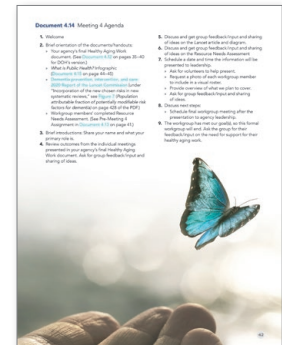 Document 4.14 Meeting 4 Agenda
1. Welcome
2. Brief orientation of the documents/handouts:
• Your agency's final Healthy Aging Work
document. (See Document 4.12 on pages 35–40
for DOH's version.)
• What is Public Health? Infographic
(Document 4.13 on page 44–45)
• Dementia prevention, intervention, and care:
2020 Report of the Lancet Commission (under
"Incorporation of the new chosen risks in new
systematic reviews," see Figure 7 (Population
attributable fraction of potentially modifiable risk
factors for dementia) on page 428 of the PDF.)
• Workgroup members' completed Resource
Needs Assessment. (See Pre-Meeting 4
Assignment in Document 4.11 on page 41.)
3. Brief introductions: Share your name and what your
primary role is.
4. Review outcomes from the individual meetings
presented in your agency's final Healthy Aging
Work document. Ask for group feedback/input and
sharing of ideas.
5. Discuss and get group feedback/input and sharing
of ideas on the Lancet article and diagram.
6. Discuss and get group feedback/input and sharing
of ideas on the Resource Needs Assessment.
7. Schedule a date and time the information will be
presented to leadership.
• Ask for volunteers to help present.
• Request a photo of each workgroup member
to include in a visual roster.
• Provide overview of what we plan to cover.
• Ask for group feedback/input and sharing
of ideas.
8. Discuss next steps:
• Schedule final workgroup meeting after the
presentation to agency leadership.
9. The workgroup has met our goal(s), so this formal
workgroup will end. Ask the group for their
feedback/input on the need for support for their
healthy aging work.